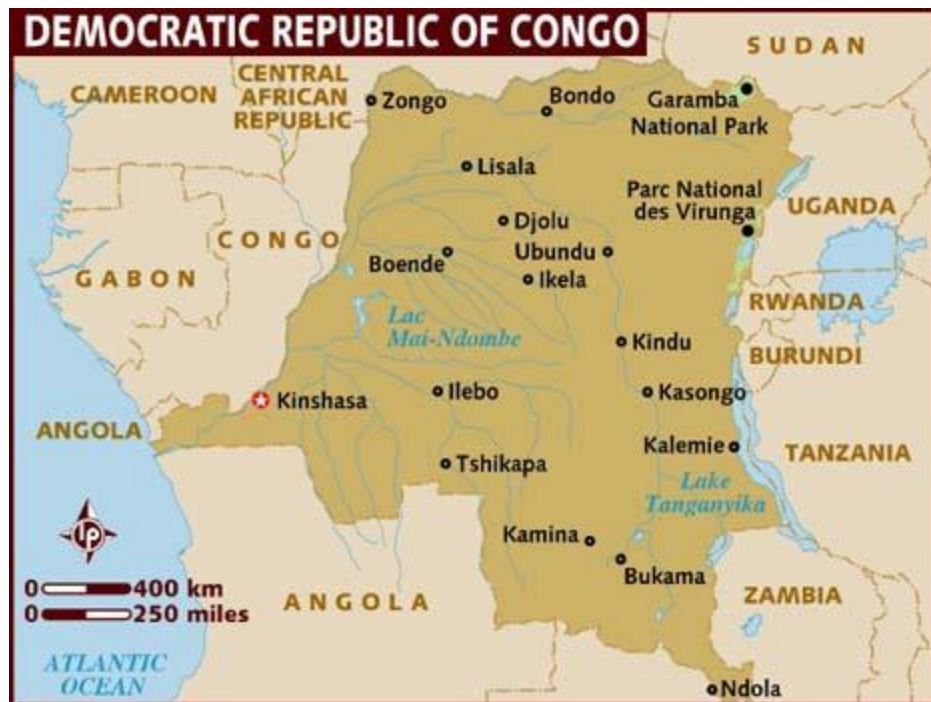 DEMOCRATIC REPUBLIC OF CONGO
SUDAN
CAMEROON
CENTRAL
AFRICAN
REPUBLIC
Zongo
Bondo
Garamba
National Park
Lisala
Parc National
des Virunga
UGANDA
Djolu
CONGO
Ubundu
Boende
Ikela
GABON
RWANDA
Lac
Mai-Ndombe
Kindu
BURUNDI
Ilebo
Kasongo
Kinshasa
ANGOLA
Kalemie
TANZANIA
Tshikapa
Lake
Tanganyika
lp
Kamina
Bukama
0 400 km
0 250 miles
ANGOLA
ZAMBIA
ATLANTIC
OCEAN
Ndola